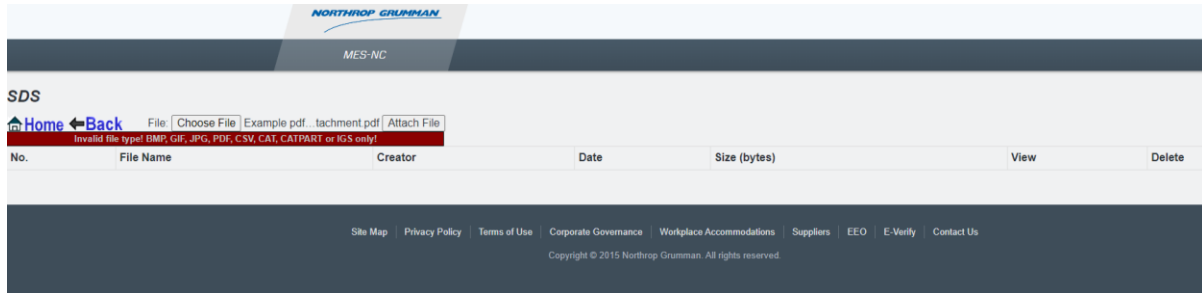 NORTHROP GRUMMAN
MES-NC
SDS
Home Back File: Choose File Example pdf...tachment.pdf Attach File
Invalid file type! BMP, GIF, JPG, PDF, CSV, CAT, CATPART or IGS only!
No. File Name Creator Date Size (bytes) View Delete
Site Map Privacy Policy Terms of Use Corporate Governance Workplace Accommodations Suppliers EEO E-Verify Contact Us
Copyright © 2015 Northrop Grumman. All rights reserved.